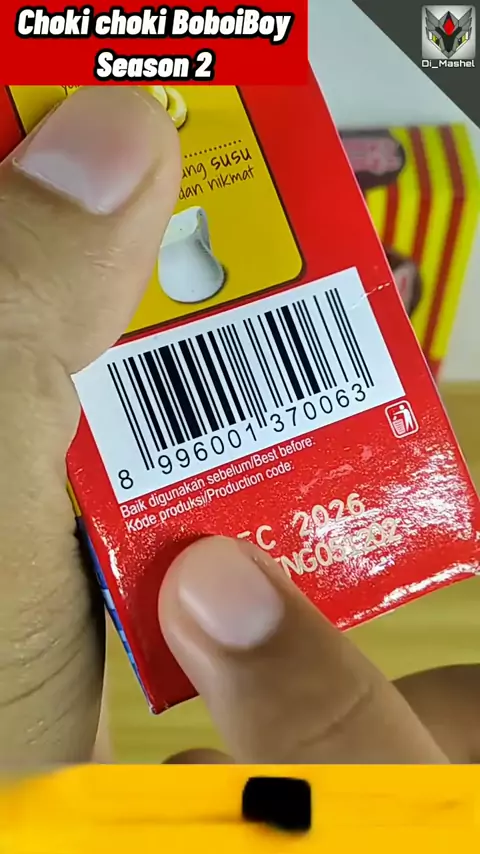 Choki choki BoboiBoy
Season 2
Di_Mashel
susu
dan nikmat
8 996001 370063
Baik digunakan sebelum/Best before:
Kode produksi/Production code:
2026